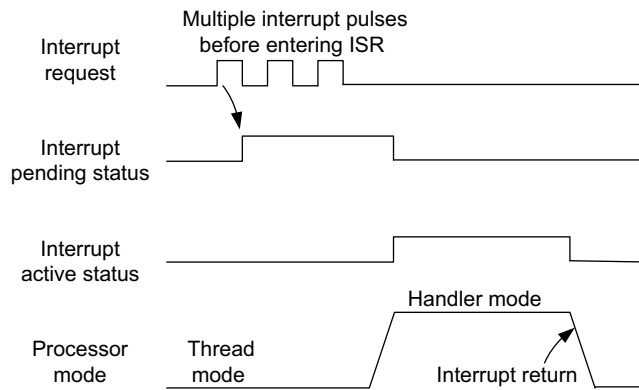 Multiple interrupt pulses
before entering ISR
Interrupt
request
Interrupt
pending status
Interrupt
active status
Handler mode
Processor
mode
Thread
mode
Interrupt return